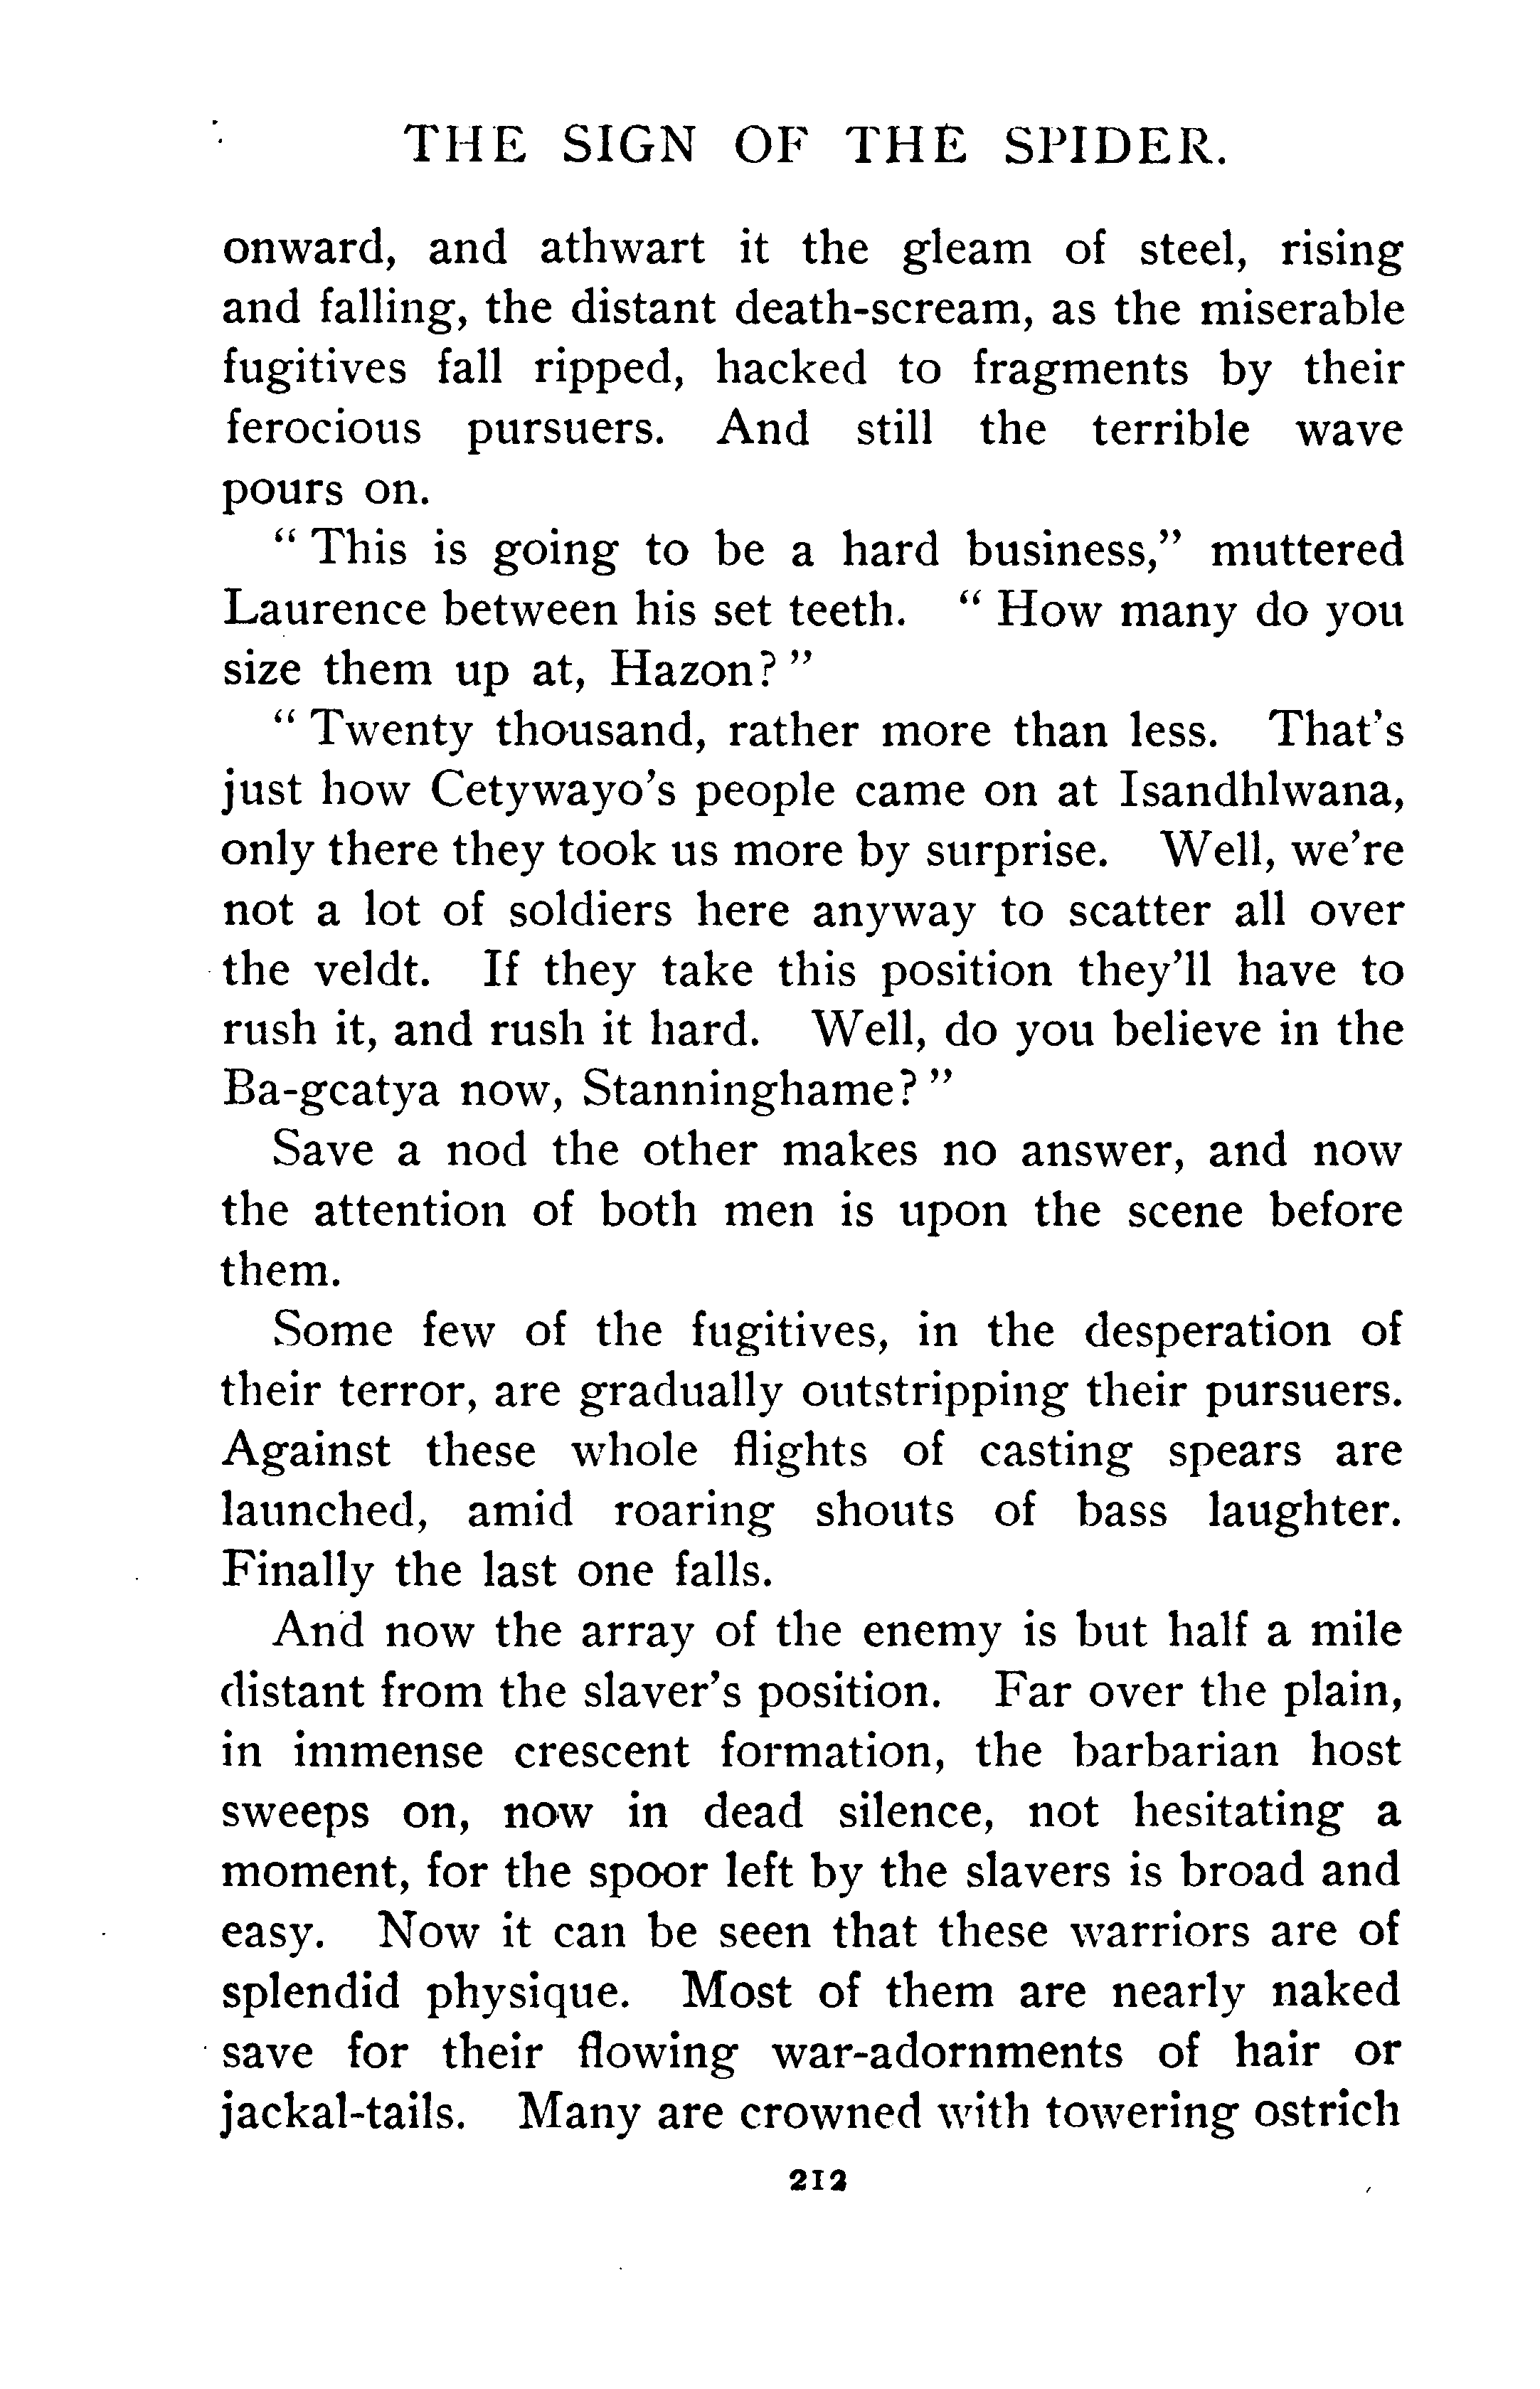 THE SIGN OF THE SPIDER.
onward, and athwart it the gleam of steel, rising
and falling, the distant death-scream, as the miserable
fugitives fall ripped, hacked to fragments by their
ferocious pursuers. And still the terrible wave
pours on.
“ This is going to be a hard business,” muttered
Laurence between his set teeth. “ How many do you
size them up at, Hazon? ”
“ Twenty thousand, rather more than less. That’s
just how Cetywayo’s people came on at Isandhlwana,
only there they took us more by surprise. Well, we’re
not a lot of soldiers here anyway to scatter all over
the veldt. If they take this position they’ll have to
rush it, and rush it hard. Well, do you believe in the
Ba-gcatya now, Stanninghame? ”
Save a nod the other makes no answer, and now
the attention of both men is upon the scene before
them.
Some few of the fugitives, in the desperation of
their terror, are gradually outstripping their pursuers.
Against these whole flights of casting spears are
launched, amid roaring shouts of bass laughter.
Finally the last one falls.
And now the array of the enemy is but half a mile
distant from the slaver’s position. Far over the plain,
in immense crescent formation, the barbarian host
sweeps on, now in dead silence, not hesitating a
moment, for the spoor left by the slavers is broad and
easy. Now it can be seen that these warriors are of
splendid physique. Most of them are nearly naked
save for their flowing war-adornments of hair or
jackal-tails. Many are crowned with towering ostrich
212